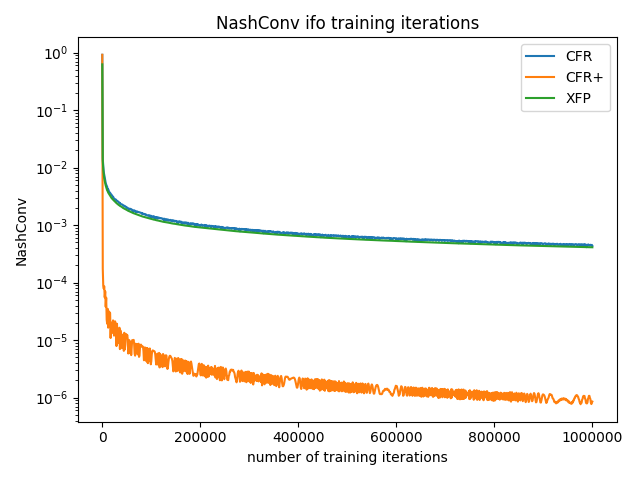 NashConv ifo training iterations
CFR
CFR+
XFP
NashConv
10⁰
10⁻¹
10⁻²
10⁻³
10⁻⁴
10⁻⁵
10⁻⁶
0 200000 400000 600000 800000 1000000
number of training iterations